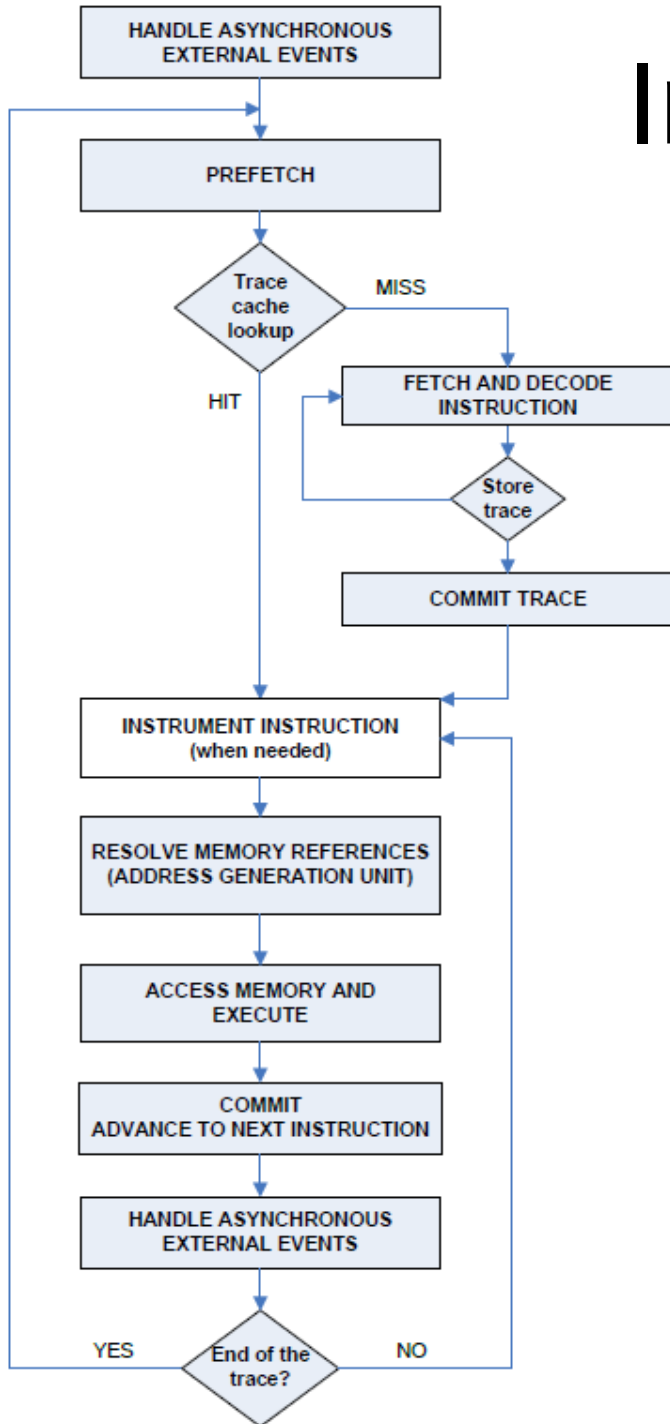 HANDLE ASYNCHRONOUS
EXTERNAL EVENTS
PREFETCH
Trace
cache
lookup
MISS
HIT
FETCH AND DECODE
INSTRUCTION
Store
trace
COMMIT TRACE
INSTRUMENT INSTRUCTION
(when needed)
RESOLVE MEMORY REFERENCES
(ADDRESS GENERATION UNIT)
ACCESS MEMORY AND
EXECUTE
COMMIT
ADVANCE TO NEXT INSTRUCTION
HANDLE ASYNCHRONOUS
EXTERNAL EVENTS
YES
End of the
trace?
NO